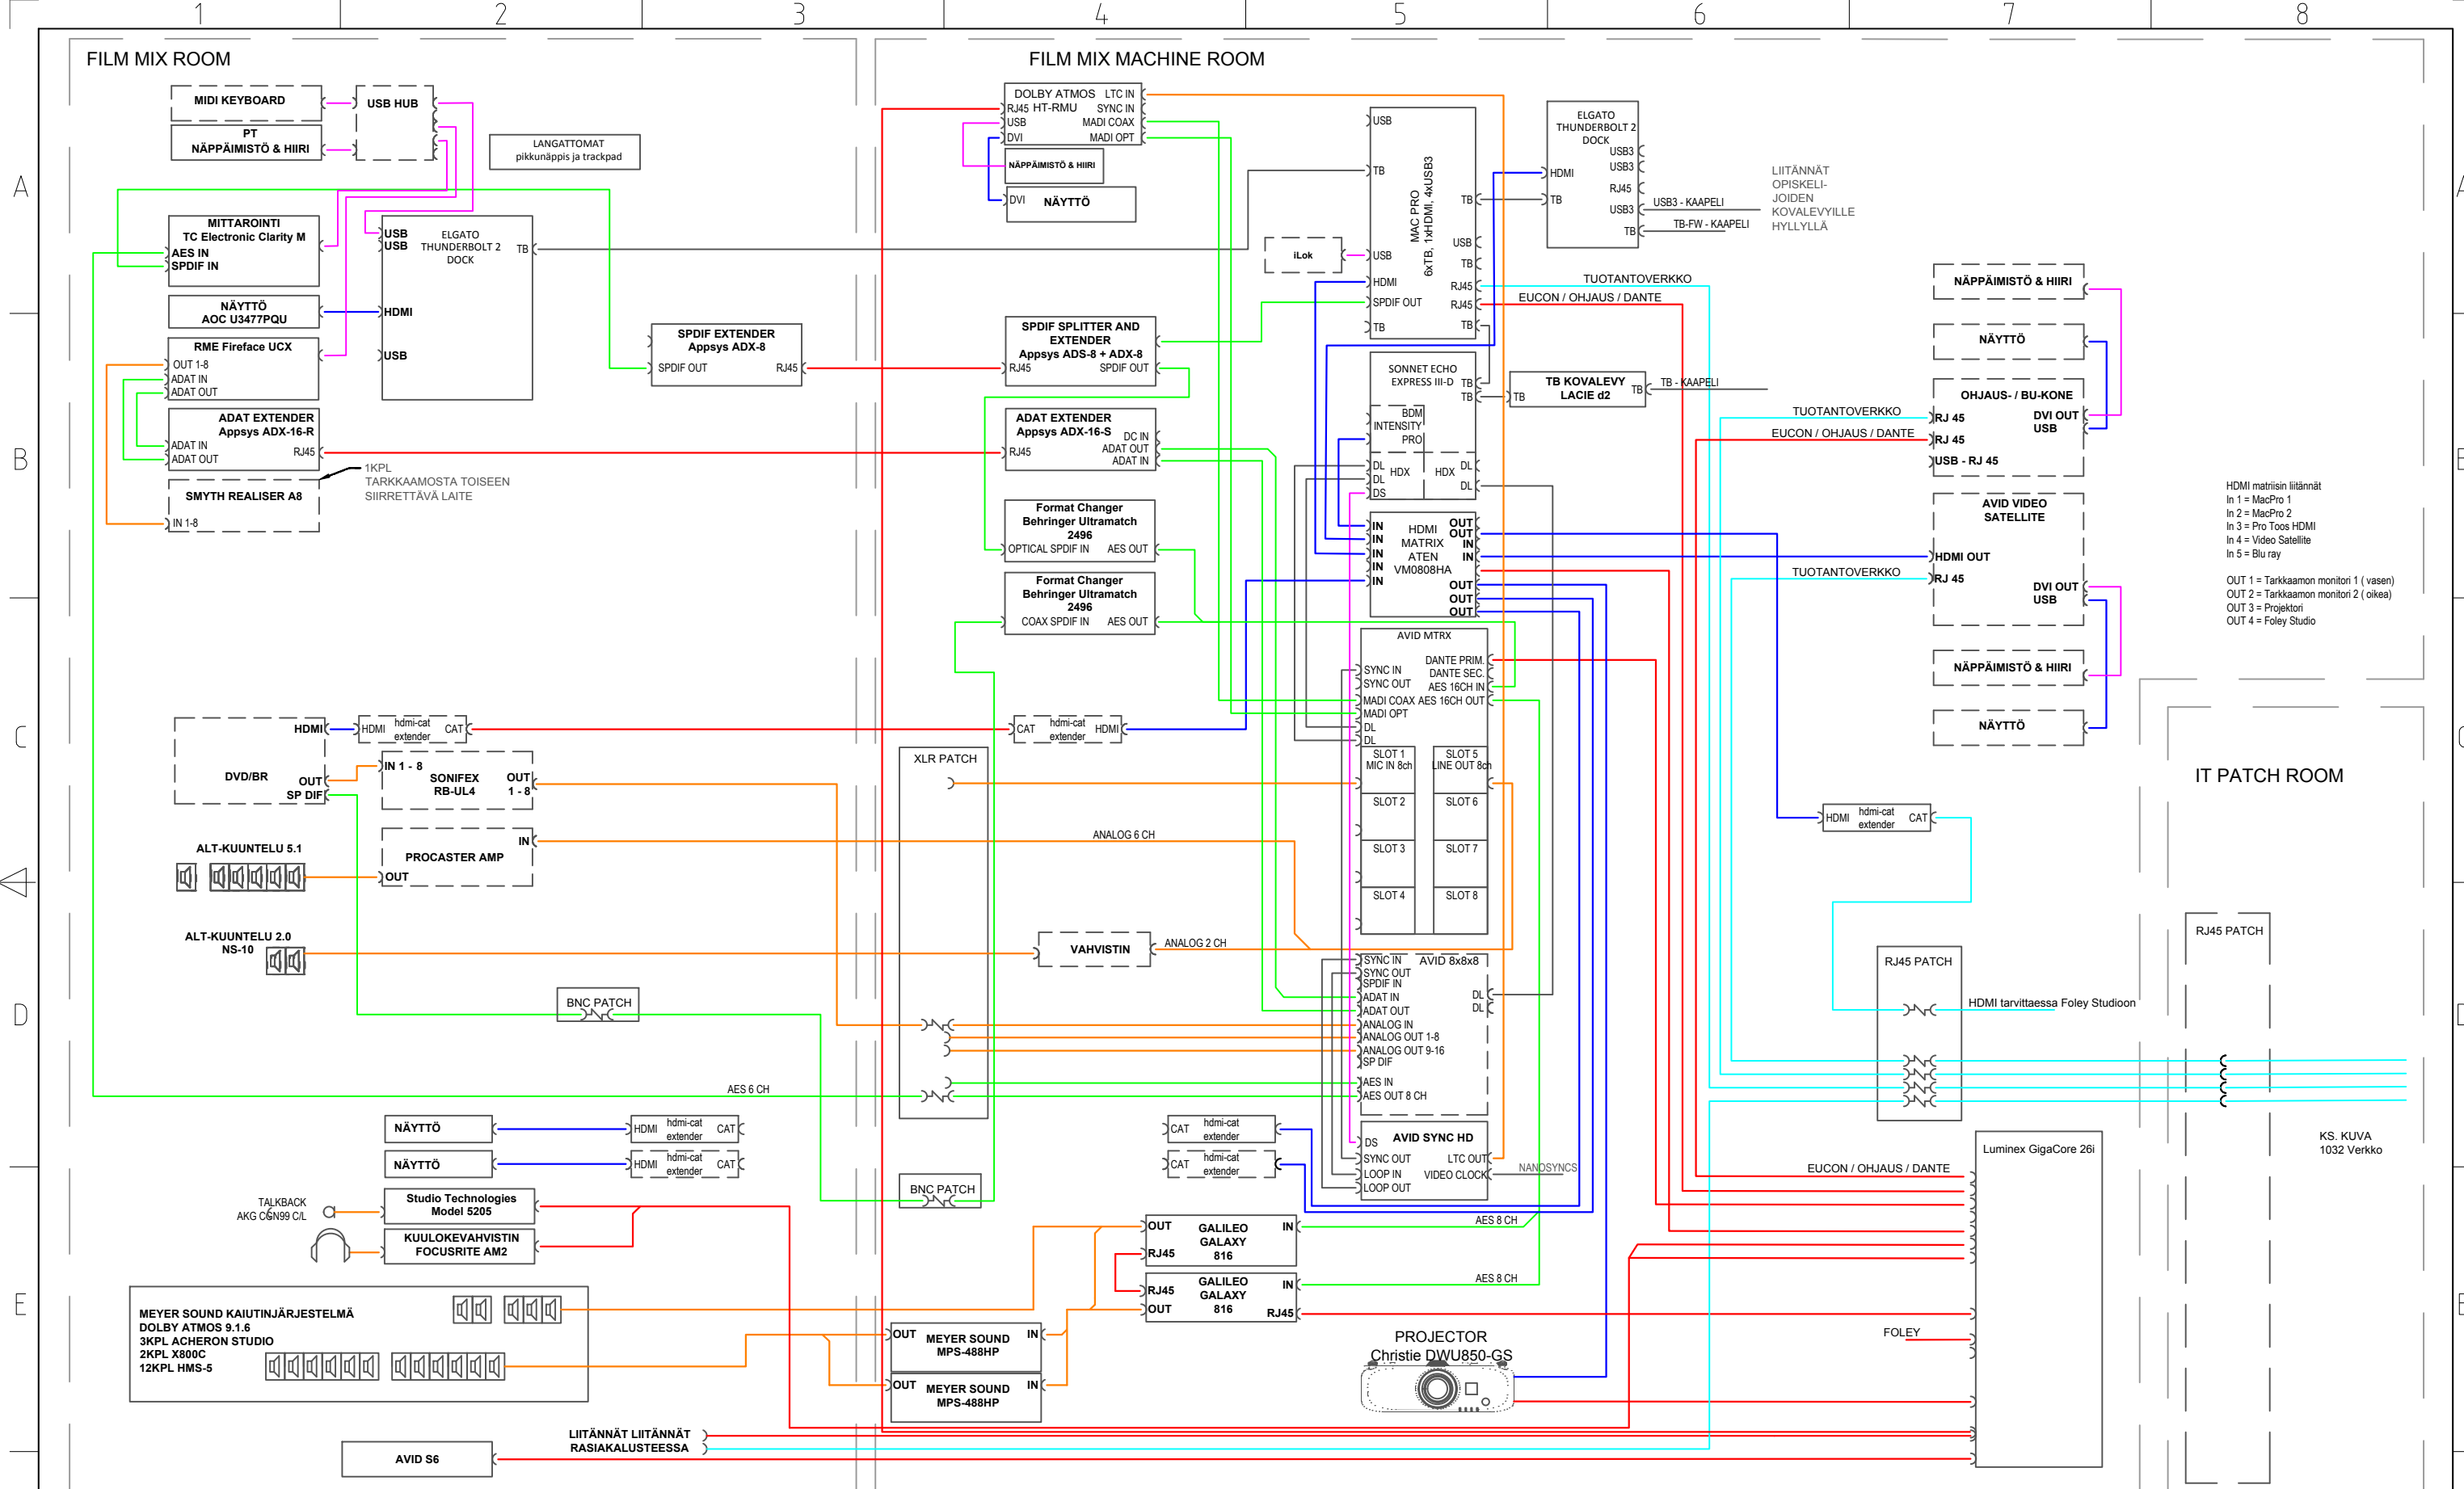 1
2
3
4
5
6
7
8
A
B
C
D
E
A
FILM MIX ROOM
MIDI KEYBOARD
USB HUB
PT
NÄPPÄIMISTÖ & HIIRI
LANGATTOMAT
pikkunäppis ja trackpad
MITTAROINTI
TC Electronic Clarity M
AES IN
SPDIF IN
USB
USB
ELGATO
THUNDERBOLT 2
DOCK
TB
HDMI
USB
NÄYTTÖ
AOC U3477PQU
RME Fireface UCX
OUT 1-8
ADAT IN
ADAT OUT
ADAT EXTENDER
Appsys ADX-16-R
ADAT IN
ADAT OUT
RJ45
SMYTH REALISER A8
IN 1-8
1KPL
TARKKAAMOSTA TOISEEN
SIIRRETTÄVÄ LAITE
SPDIF EXTENDER
Appsys ADX-8
SPDIF OUT
RJ45
HDMI
DVD/BR
OUT
SP DIF
HDMI
hdmi-cat
extender
CAT
IN 1 - 8
SONIFEX
RB-UL4
OUT
1 - 8
IN
PROCASTER AMP
OUT
ALT-KUUNTELU 5.1
ALT-KUUNTELU 2.0
NS-10
BNC PATCH
AES 6 CH
NÄYTTÖ
HDMI
hdmi-cat
extender
CAT
NÄYTTÖ
HDMI
hdmi-cat
extender
CAT
TALKBACK
AKG CGN99 C/L
Studio Technologies
Model 5205
KUULOKEVAHVISTIN
FOCUSRITE AM2
MEYER SOUND KAIUTINJÄRJESTELMÄ
DOLBY ATMOS 9.1.6
3KPL ACHERON STUDIO
2KPL X800C
12KPL HMS-5
LIITÄNNÄT LIITÄNNÄT
RASIAKALUSTEESSA
AVID S6
FILM MIX MACHINE ROOM
DOLBY ATMOS
HT-RMU
RJ45
USB
DVI
LTC IN
SYNC IN
MADI COAX
MADI OPT
NÄPPÄIMISTÖ & HIIRI
DVI
NÄYTTÖ
SPDIF SPLITTER AND
EXTENDER
Appsys ADS-8 + ADX-8
RJ45
SPDIF OUT
ADAT EXTENDER
Appsys ADX-16-S
RJ45
DC IN
ADAT OUT
ADAT IN
Format Changer
Behringer Ultramatch
2496
OPTICAL SPDIF IN
AES OUT
Format Changer
Behringer Ultramatch
2496
COAX SPDIF IN
AES OUT
CAT
hdmi-cat
extender
HDMI
XLR PATCH
ANALOG 6 CH
VAHVISTIN
ANALOG 2 CH
BNC PATCH
CAT
hdmi-cat
extender
CAT
hdmi-cat
extender
OUT
GALILEO
GALAXY
816
IN
RJ45
AES 8 CH
RJ45
GALILEO
GALAXY
816
IN
OUT
RJ45
AES 8 CH
OUT
MEYER SOUND
MPS-488HP
IN
OUT
MEYER SOUND
MPS-488HP
IN
USB
TB
iLok
USB
HDMI
SPDIF OUT
TB
MAC PRO
6xTB, 1xHDMI, 4xUSB3
TB
USB
TB
RJ45
RJ45
TB
ELGATO
THUNDERBOLT 2
DOCK
HDMI
TB
USB3
USB3
RJ45
USB3
TB
USB3 - KAAPELI
TB-FW - KAAPELI
LIITÄNNÄT
OPISKELI-
JOIDEN
KOVALEVYILLE
HYLLYLLÄ
TUOTANTOVERKKO
EUCON / OHJAUS / DANTE
SONNET ECHO
EXPRESS III-D
TB
TB
BDM
INTENSITY
PRO
DL
DL
DS
HDX
HDX
DL
DL
TB
TB KOVALEVY
LACIE d2
TB
TB - KAAPELI
IN
IN
IN
IN
IN
HDMI
MATRIX
ATEN
VM0808HA
OUT
OUT
IN
IN
OUT
OUT
OUT
AVID MTRX
SYNC IN
SYNC OUT
MADI COAX
MADI OPT
DL
DL
DANTE PRIM.
DANTE SEC.
AES 16CH IN
AES 16CH OUT
SLOT 1
MIC IN 8ch
SLOT 5
LINE OUT 8ch
SLOT 2
SLOT 6
SLOT 3
SLOT 7
SLOT 4
SLOT 8
AVID 8x8x8
SYNC IN
SYNC OUT
SPDIF IN
ADAT IN
ADAT OUT
ANALOG IN
ANALOG OUT 1-8
ANALOG OUT 9-16
SP DIF
AES IN
AES OUT 8 CH
DL
DL
DS
AVID SYNC HD
SYNC OUT
LOOP IN
LOOP OUT
LTC OUT
VIDEO CLOCK
NANOSYNCS
PROJECTOR
Christie DWU850-GS
NÄPPÄIMISTÖ & HIIRI
NÄYTTÖ
TUOTANTOVERKKO
EUCON / OHJAUS / DANTE
OHJAUS- / BU-KONE
RJ 45
RJ 45
USB - RJ 45
DVI OUT
USB
AVID VIDEO
SATELLITE
HDMI OUT
RJ 45
DVI OUT
USB
TUOTANTOVERKKO
NÄPPÄIMISTÖ & HIIRI
NÄYTTÖ
HDMI matriisin liitännät
In 1 = MacPro 1
In 2 = MacPro 2
In 3 = Pro Toos HDMI
In 4 = Video Satellite
In 5 = Blu ray
OUT 1 = Tarkkaamon monitori 1 ( vasen)
OUT 2 = Tarkkaamon monitori 2 ( oikea)
OUT 3 = Projektori
OUT 4 = Foley Studio
HDMI
hdmi-cat
extender
CAT
RJ45 PATCH
HDMI tarvittaessa Foley Studioon
IT PATCH ROOM
RJ45 PATCH
KS. KUVA
1032 Verkko
Luminex GigaCore 26i
EUCON / OHJAUS / DANTE
FOLEY